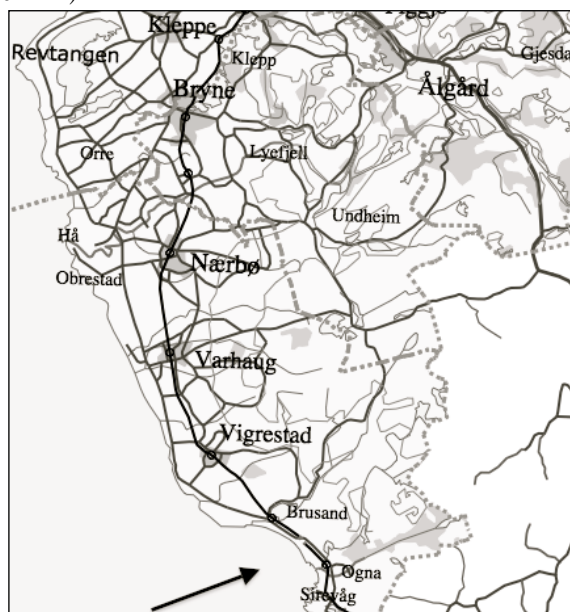 Kleppe
Revtangen
Klepp
Gjesda
Bryne
Ålgård
Orre
Lyefjell
Undheim
Hå
Nærbø
Obrestad
Varhaug
Vigrestad
Brusand
Ogna
Sirevåg